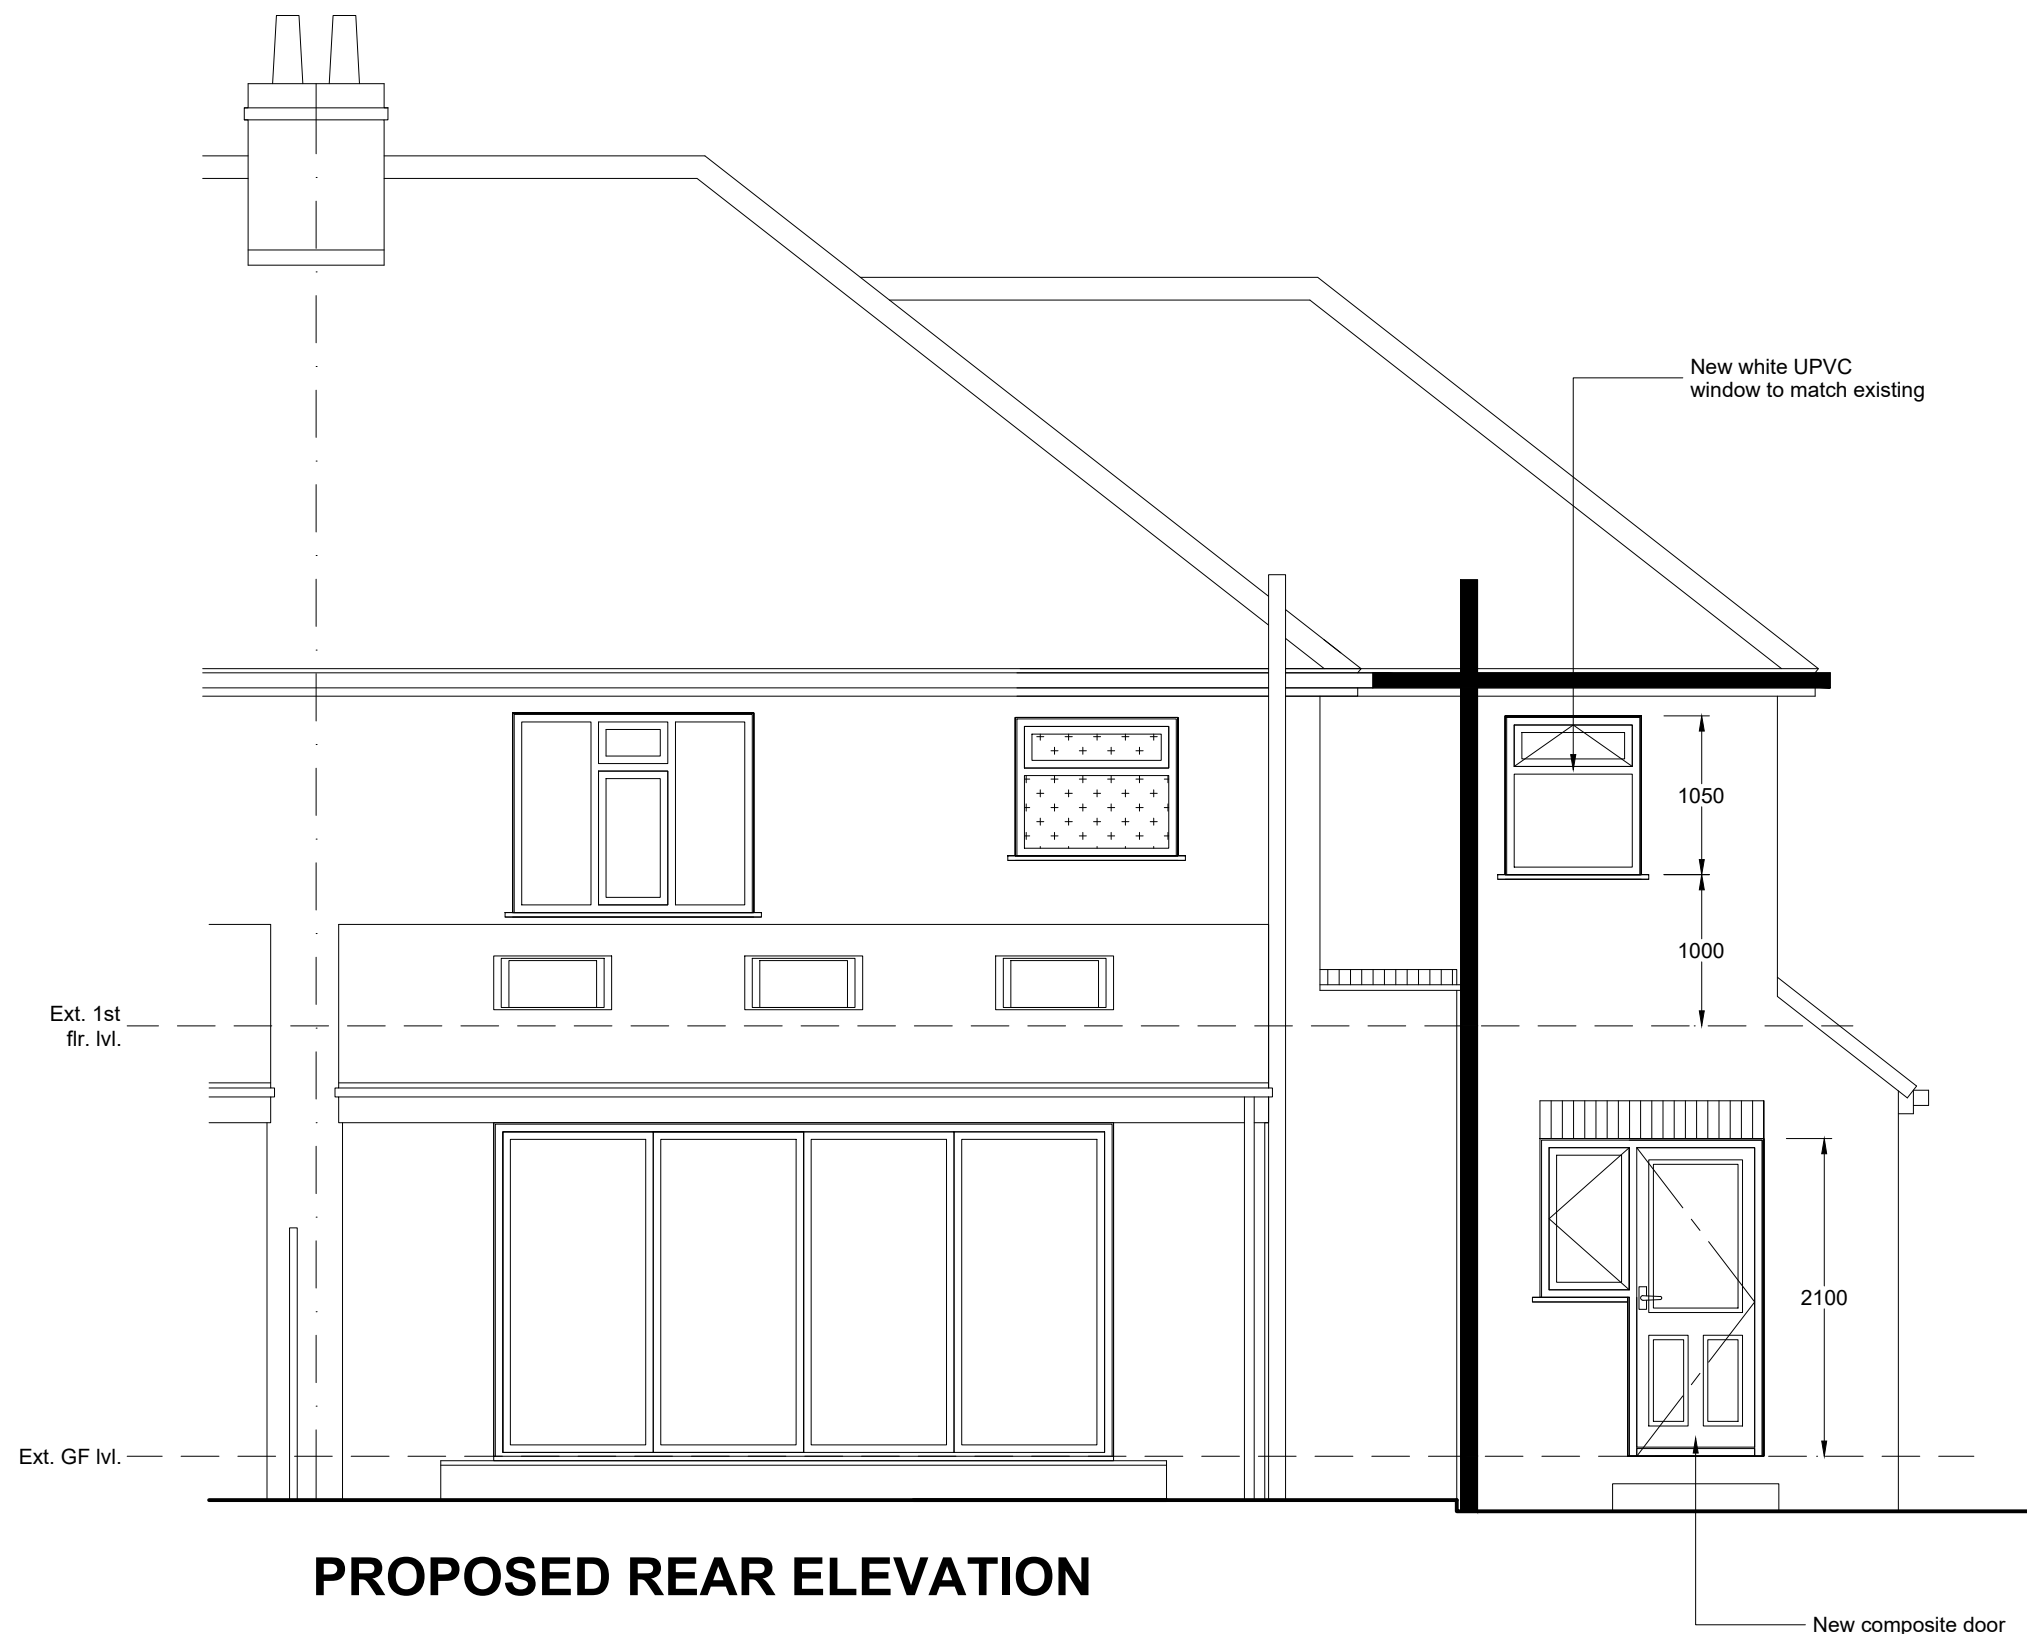 New white UPVC
window to match existing
1050
1000
Ext. 1st
flr. lvl.
2100
Ext. GF lvl.
PROPOSED REAR ELEVATION
New composite door